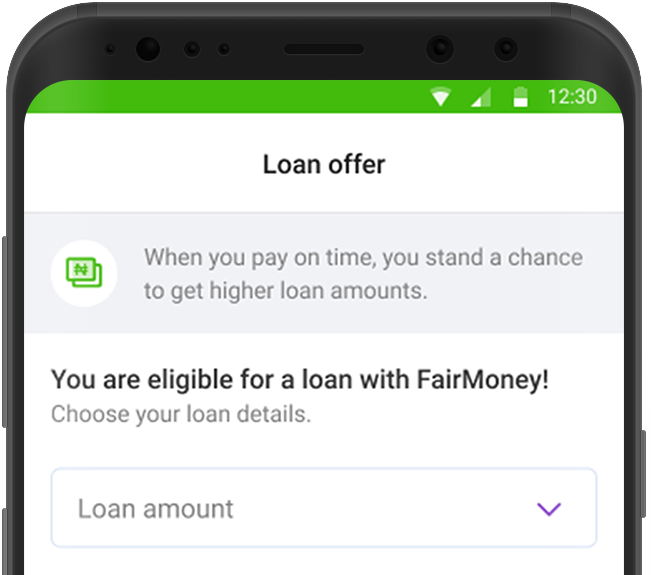 12:30
Loan offer
₦
When you pay on time, you stand a chance
to get higher loan amounts.
You are eligible for a loan with FairMoney!
Choose your loan details.
Loan amount